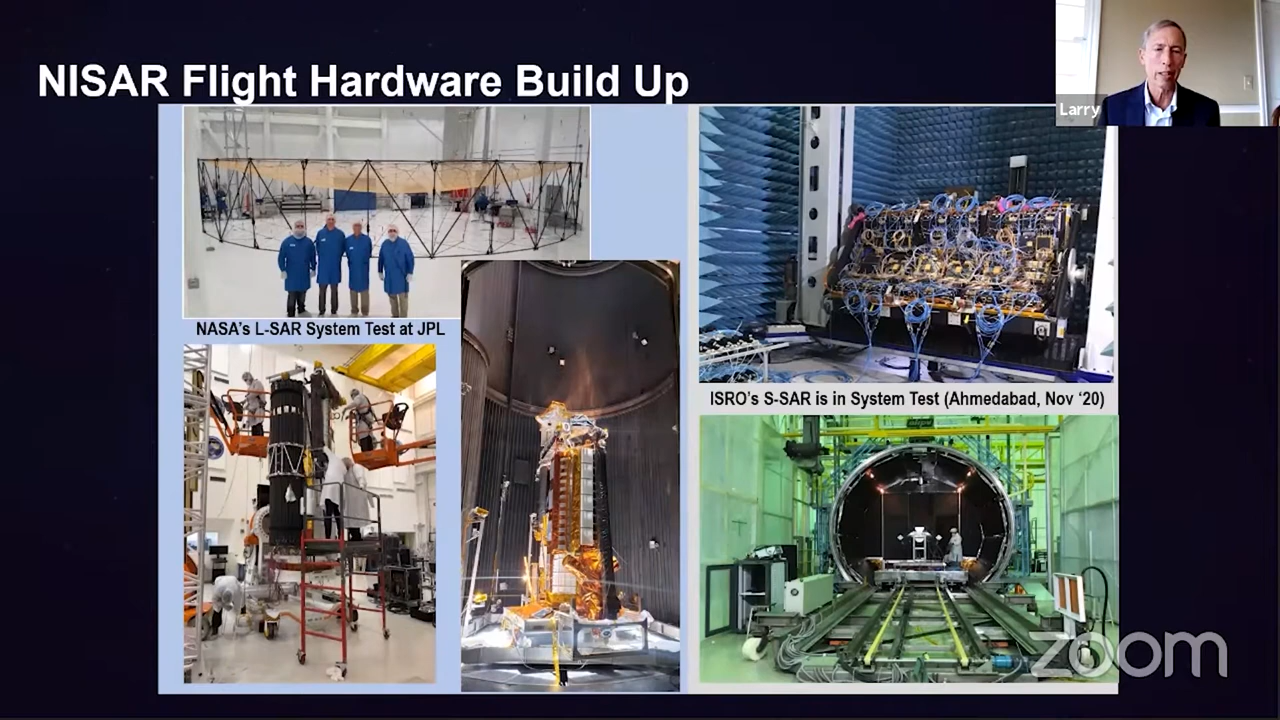 NISAR Flight Hardware Build Up
Larry
NASA's L-SAR System Test at JPL
ISRO's S-SAR is in System Test (Ahmedabad, Nov ‘20)
zoom